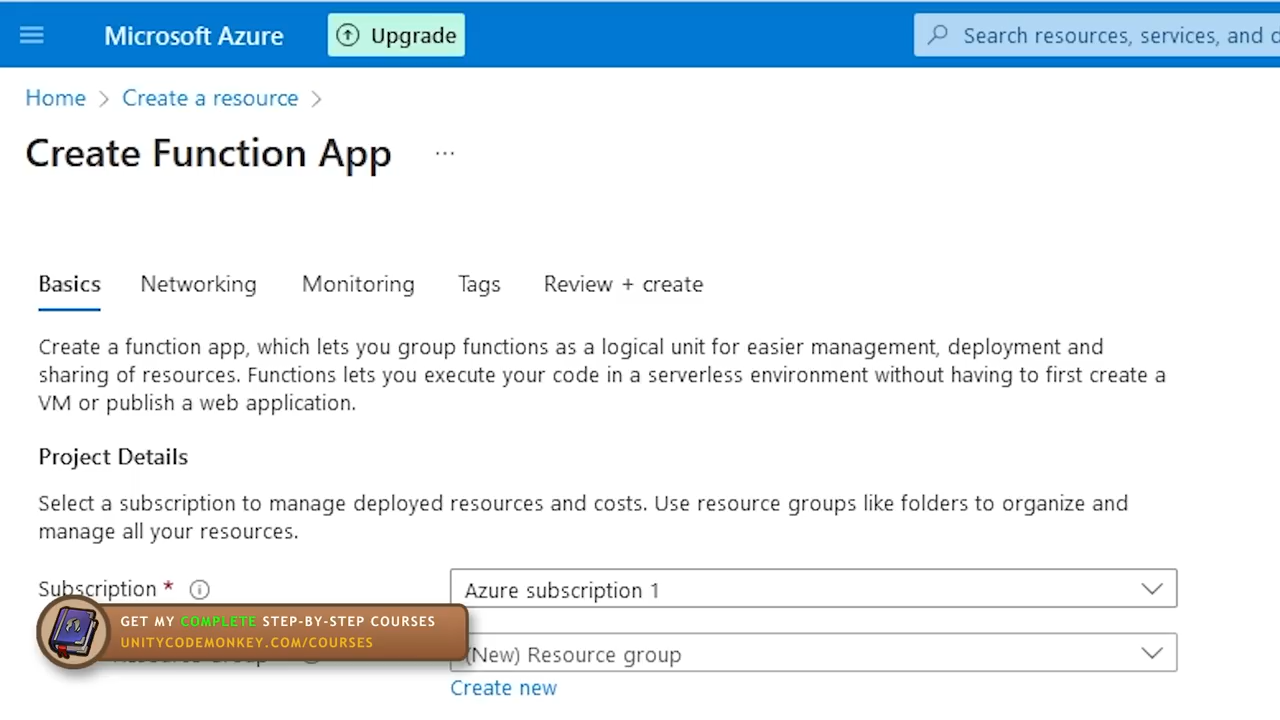 Microsoft Azure
Upgrade
Search resources, services, and d
Home
Create a resource
Create Function App
...
Basics
Networking
Monitoring
Tags
Review + create
Create a function app, which lets you group functions as a logical unit for easier management, deployment and
sharing of resources. Functions lets you execute your code in a serverless environment without having to first create a
VM or publish a web application.
Project Details
Select a subscription to manage deployed resources and costs. Use resource groups like folders to organize and
manage all your resources.
Subscription *
Azure subscription 1
GET MY COMPLETE STEP-BY-STEP COURSES
UNITYCODEMONKEY.COM/COURSES
(New) Resource group
Create new